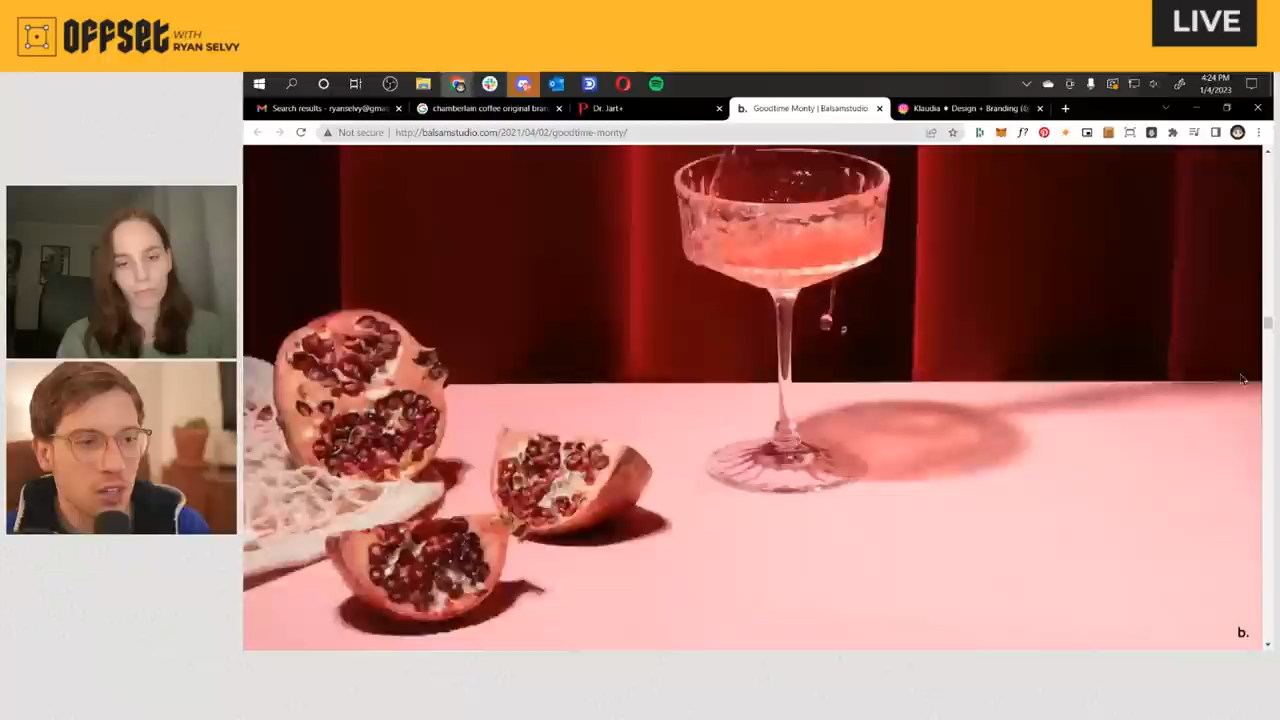 OFFSET WITH
RYAN SELVY
LIVE
4:24 PM
1/4/2023
Search results - ryanselvy@gmai
chamberlain coffee original bran
Dr. Jart+
b. Goodtime Monty | Balsamstudio
Klaudia • Design + Branding (@
Not secure | http://balsamstudio.com/2021/04/02/goodtime-monty/
f?
b.